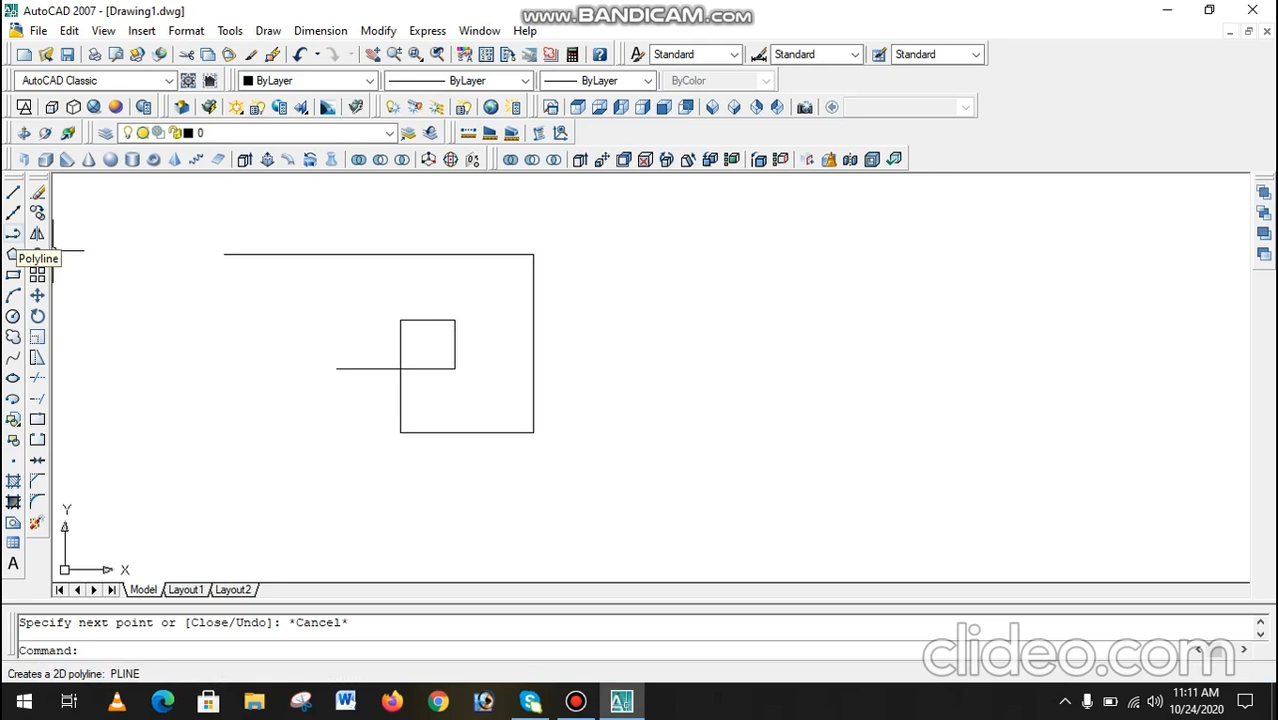 AutoCAD 2007 - [Drawing1.dwg]
www.BANDICAM.com
File Edit View Insert Format Tools Draw Dimension Modify Express Window Help
Standard Standard Standard
AutoCAD Classic ByLayer ByLayer ByLayer ByColor
0
Polyline
Y
X
A
Model Layout1 Layout2
Specify next point or [Close/Undo]: *Cancel*
Command:
clideo.com
Creates a 2D polyline: PLINE
11:11 AM
10/24/2020